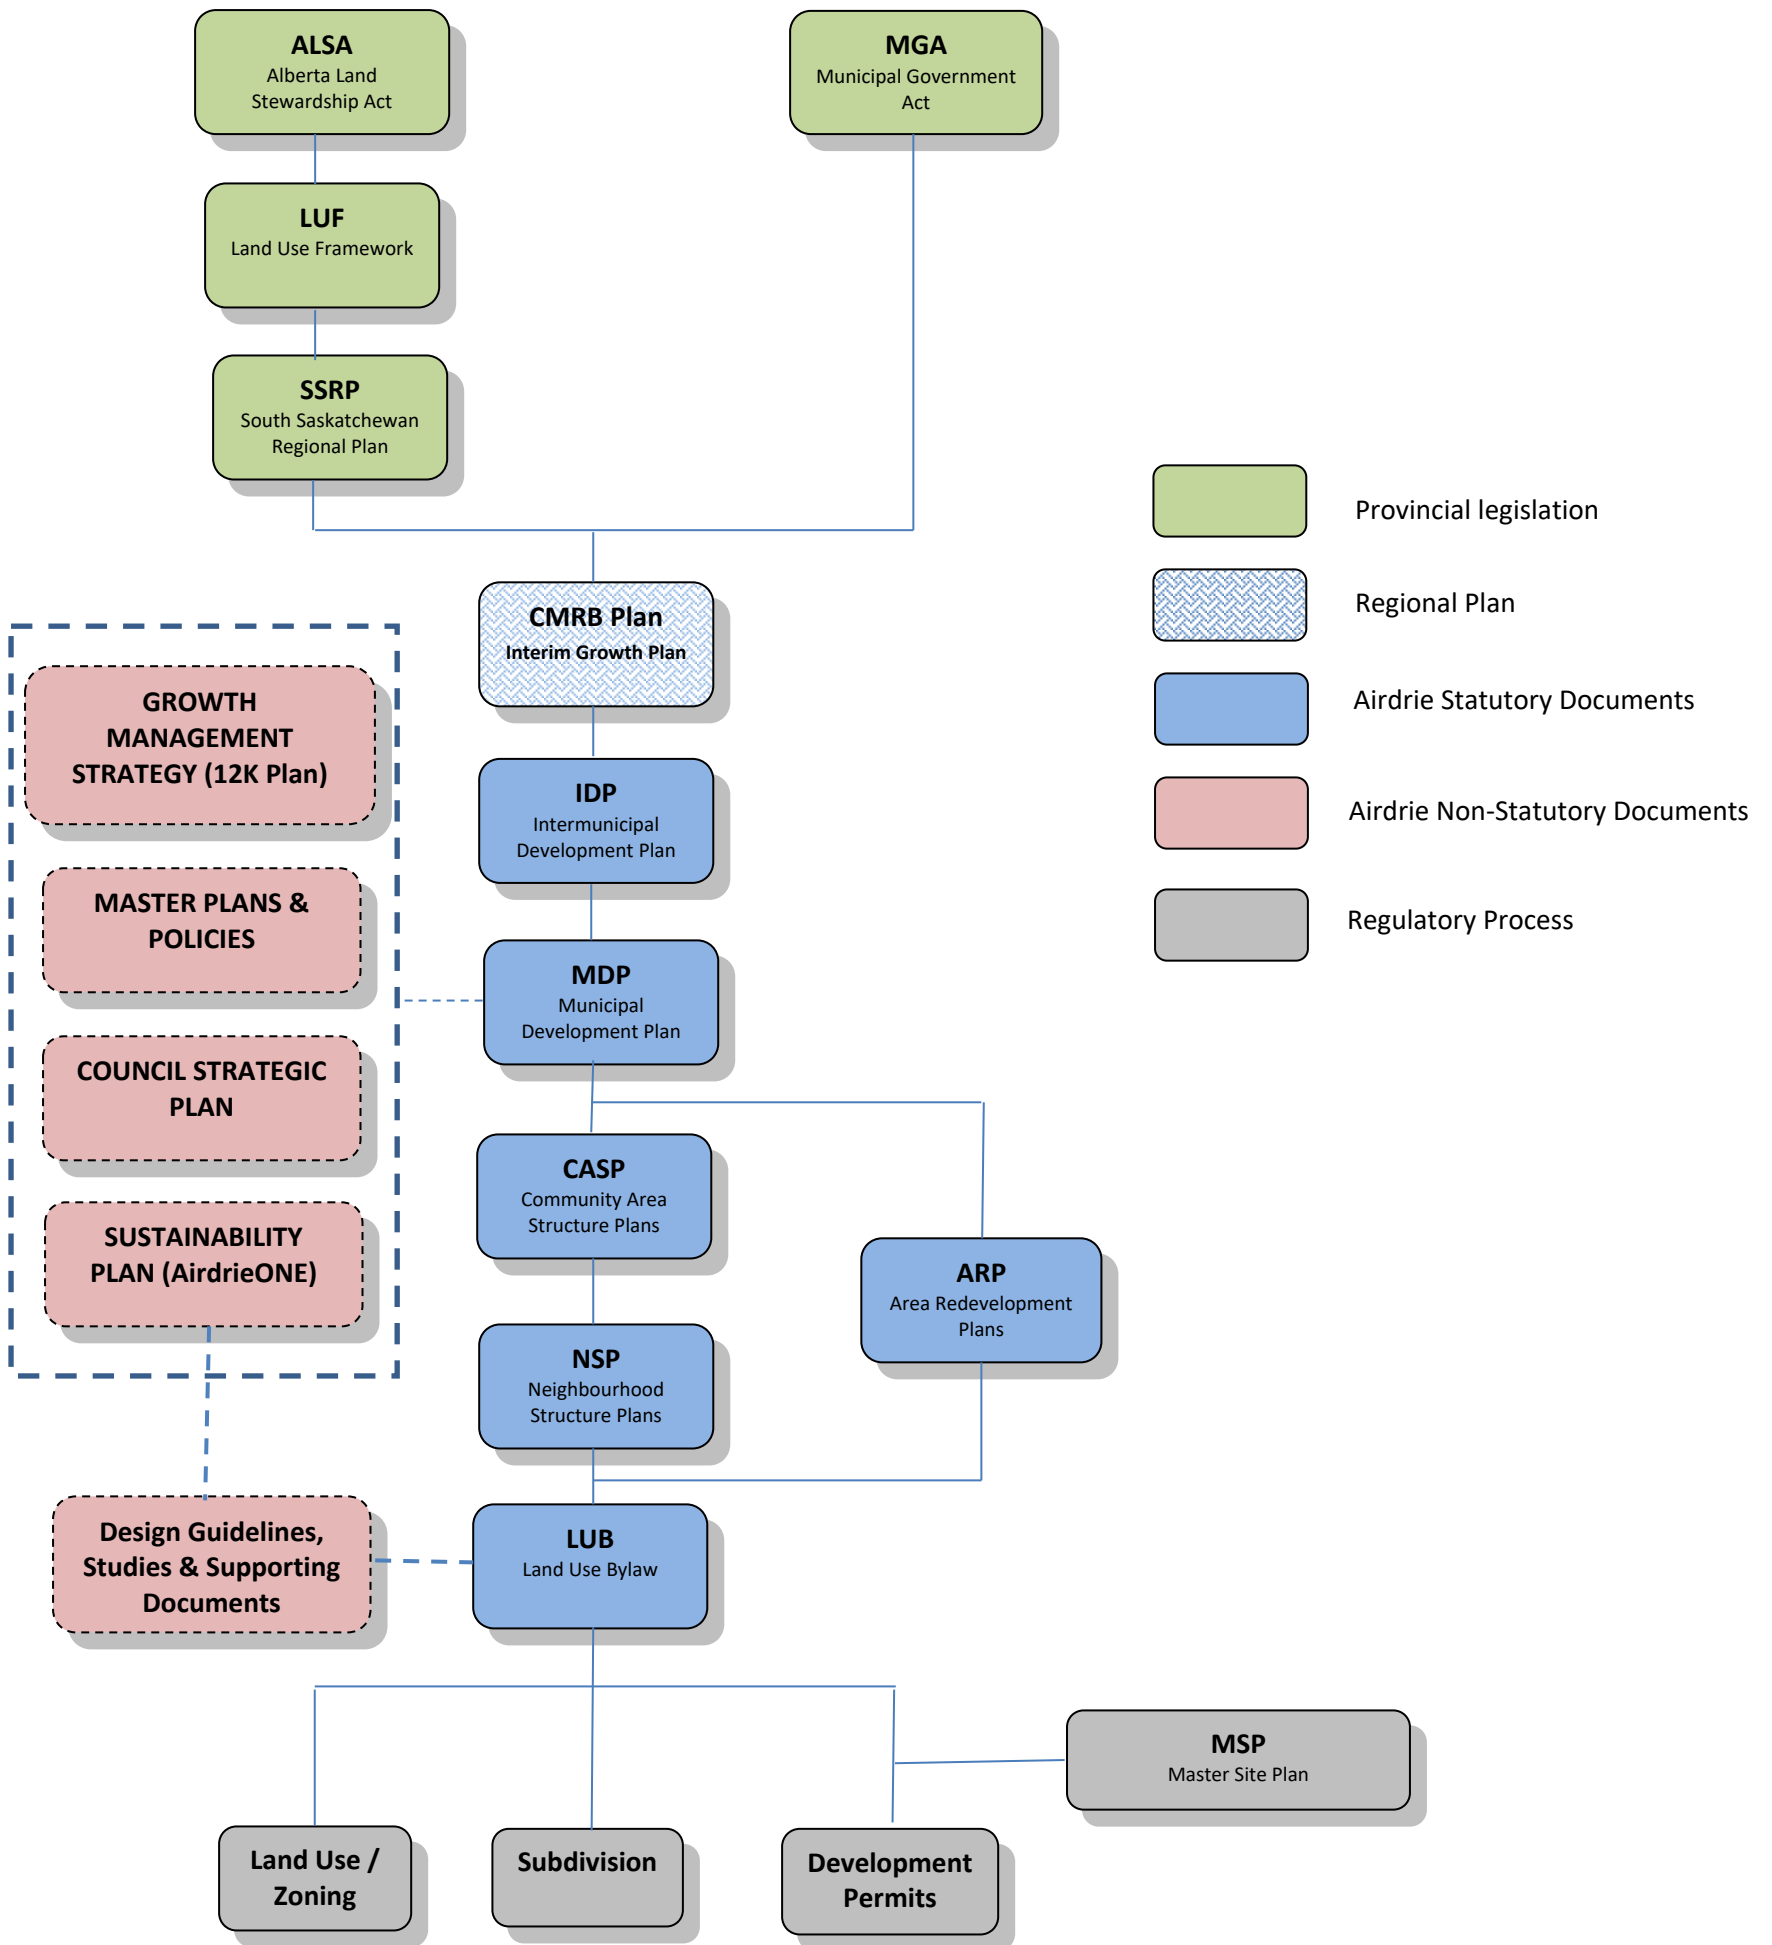 ALSA
Alberta Land
Stewardship Act
MGA
Municipal Government
Act
LUF
Land Use Framework
SSRP
South Saskatchewan
Regional Plan
Provincial legislation
Regional Plan
Airdrie Statutory Documents
Airdrie Non-Statutory Documents
Regulatory Process
CMRB Plan
Interim Growth Plan
GROWTH
MANAGEMENT
STRATEGY (12K Plan)
MASTER PLANS &
POLICIES
COUNCIL STRATEGIC
PLAN
SUSTAINABILITY
PLAN (AirdrieONE)
IDP
Intermunicipal
Development Plan
MDP
Municipal
Development Plan
CASP
Community Area
Structure Plans
ARP
Area Redevelopment
Plans
NSP
Neighbourhood
Structure Plans
Design Guidelines,
Studies & Supporting
Documents
LUB
Land Use Bylaw
MSP
Master Site Plan
Land Use /
Zoning
Subdivision
Development
Permits